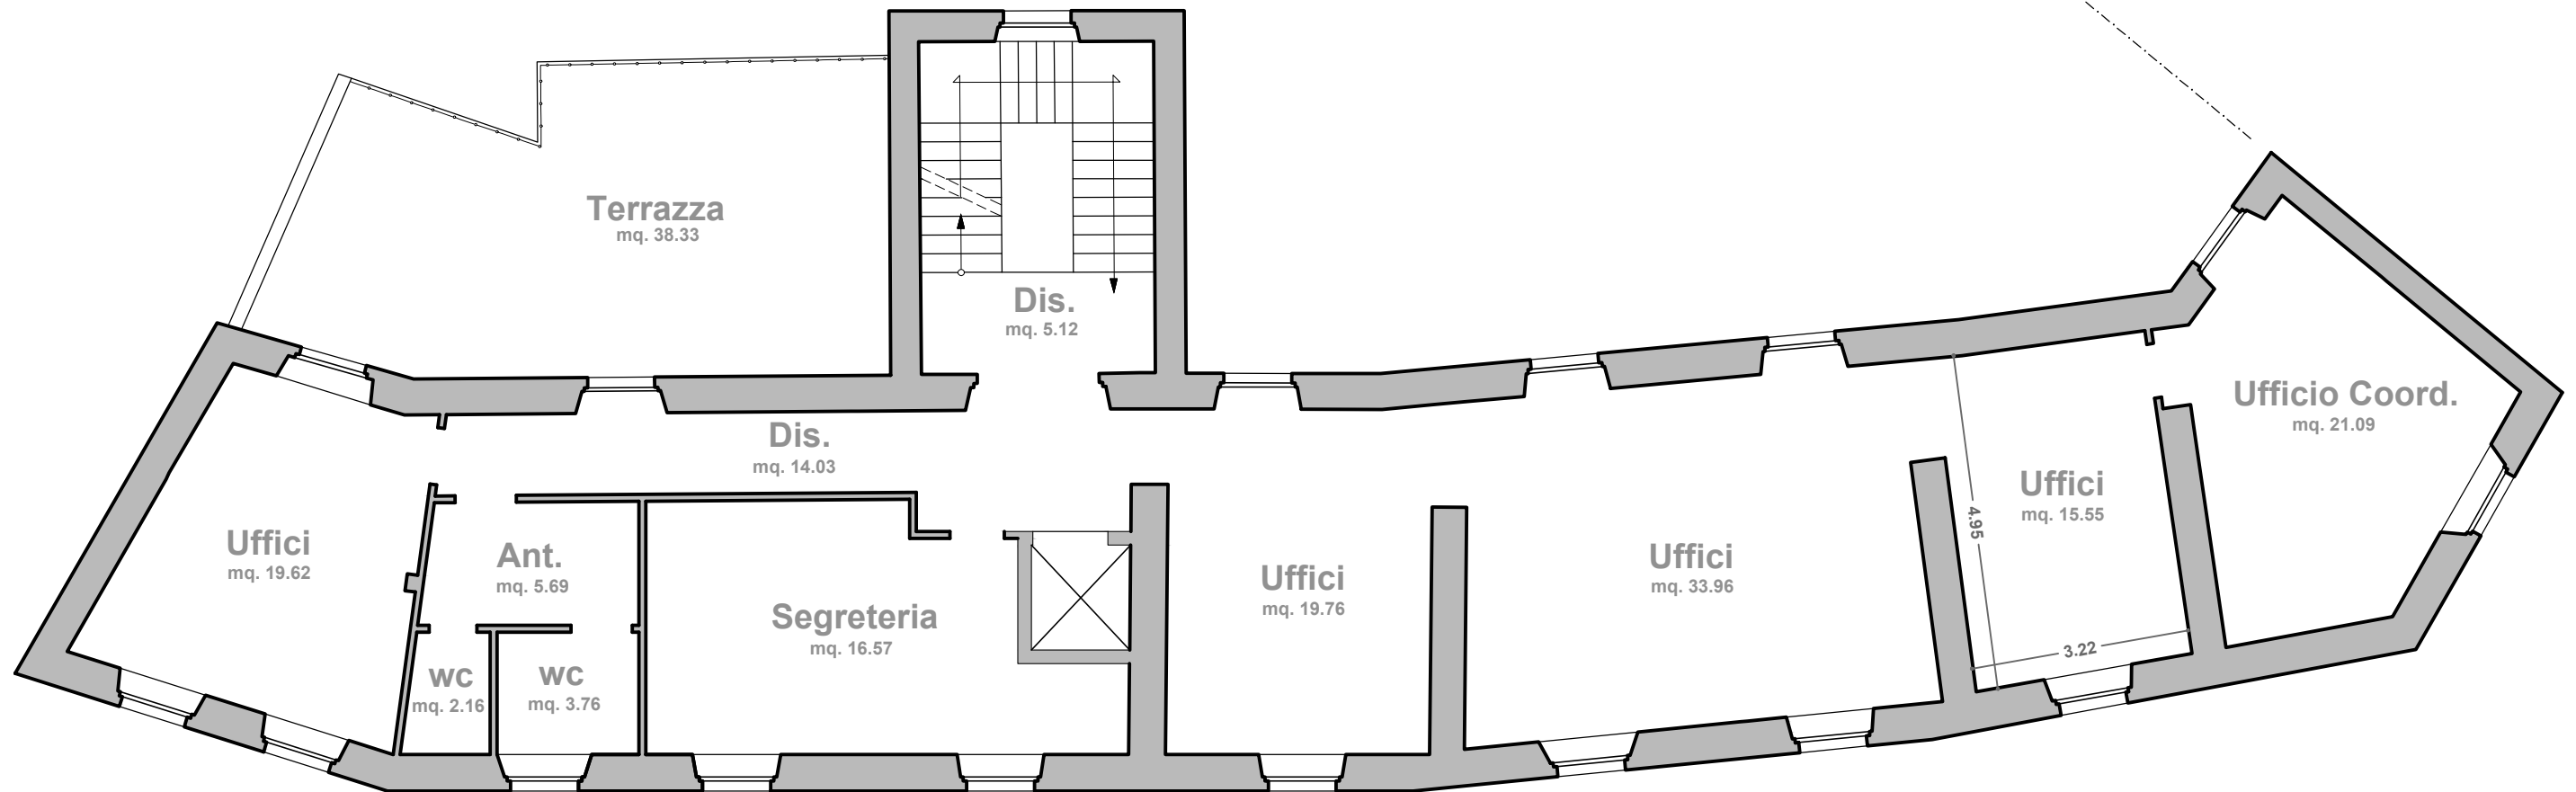 Terrazza
mq. 38.33
Dis.
mq. 5.12
Dis.
mq. 14.03
Uffici
mq. 19.62
Ant.
mq. 5.69
wc
mq. 2.16
wc
mq. 3.76
Segreteria
mq. 16.57
Uffici
mq. 19.76
Uffici
mq. 33.96
Uffici
mq. 15.55
4.95
3.22
Ufficio Coord.
mq. 21.09